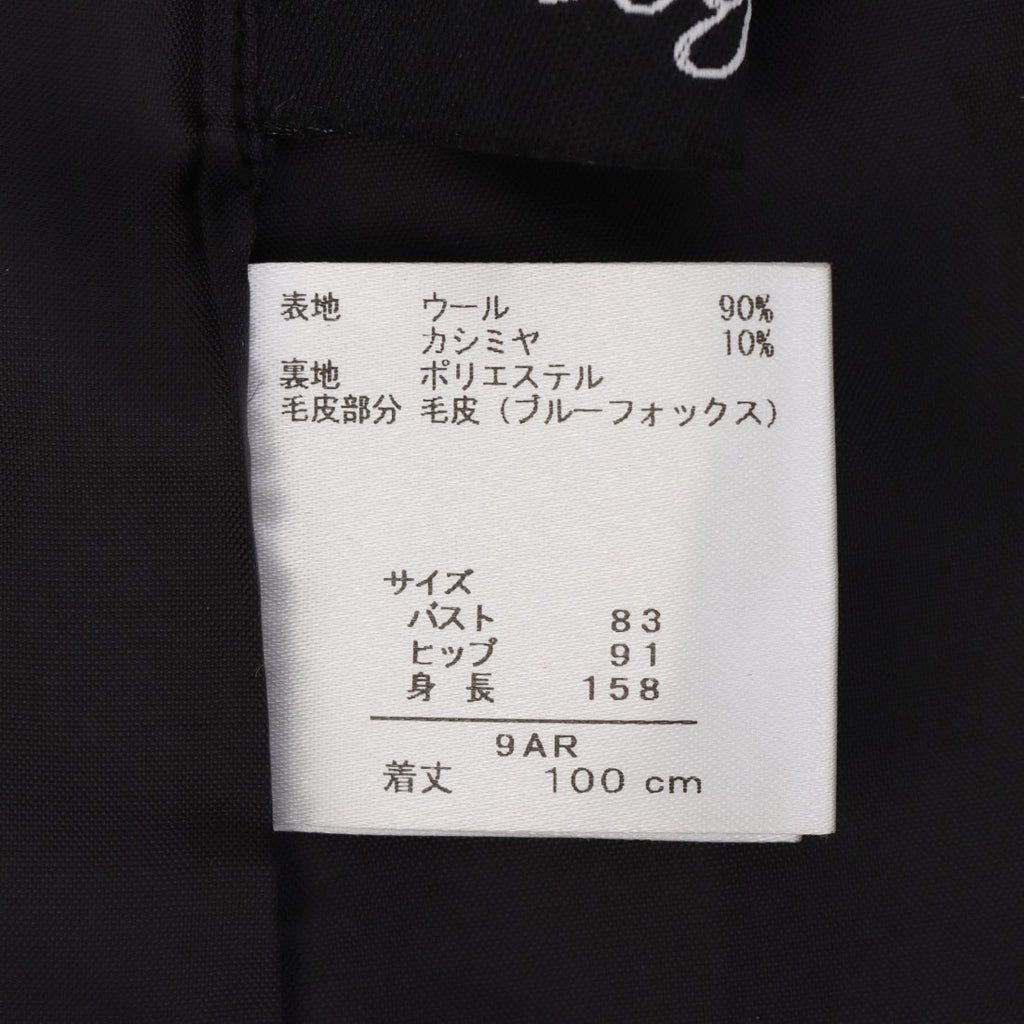 表地 ウール 90%
カシミヤ 10%
裏地 ポリエステル
毛皮部分 毛皮（ブルーフォックス）
サイズ
バスト 83
ヒップ 91
身 長 158
9AR
着丈 100 cm